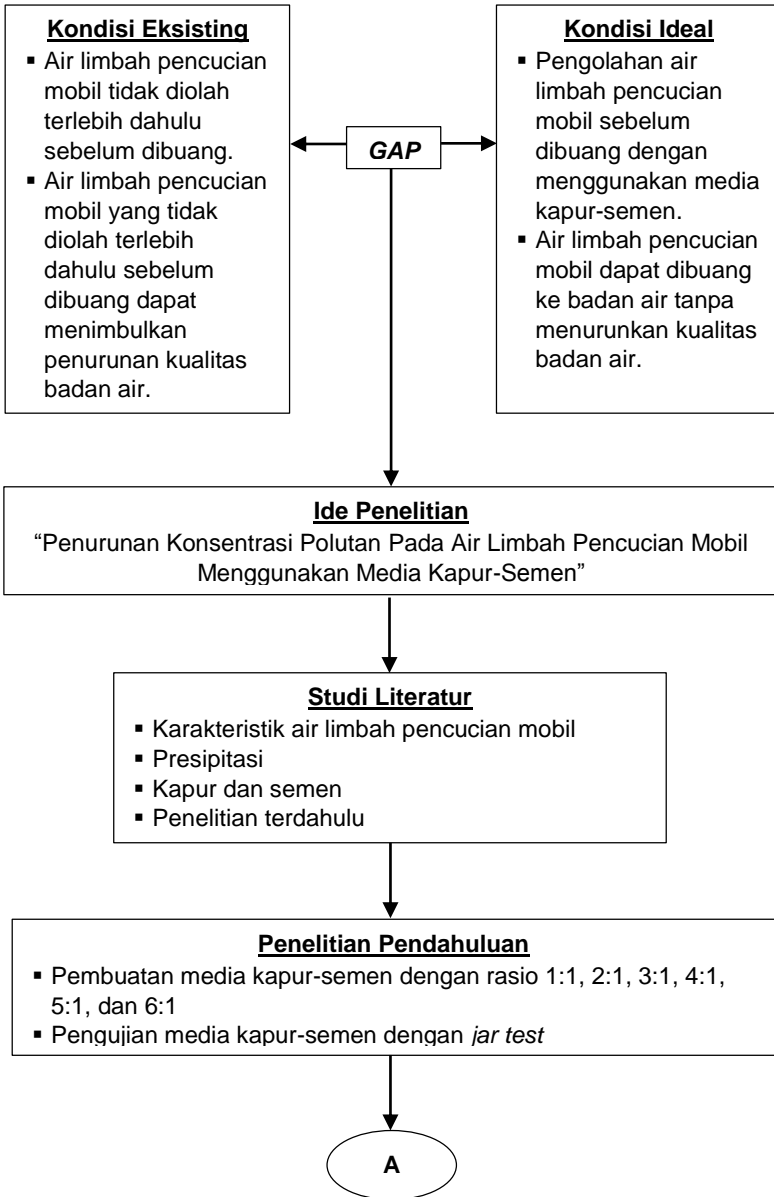 Kondisi Eksisting
▪ Air limbah pencucian
mobil tidak diolah
terlebih dahulu
sebelum dibuang.
▪ Air limbah pencucian
mobil yang tidak
diolah terlebih
dahulu sebelum
dibuang dapat
menimbulkan
penurunan kualitas
badan air.
GAP
Kondisi Ideal
▪ Pengolahan air
limbah pencucian
mobil sebelum
dibuang dengan
menggunakan media
kapur-semen.
▪ Air limbah pencucian
mobil dapat dibuang
ke badan air tanpa
menurunkan kualitas
badan air.
Ide Penelitian
“Penurunan Konsentrasi Polutan Pada Air Limbah Pencucian Mobil
Menggunakan Media Kapur-Semen”
Studi Literatur
▪ Karakteristik air limbah pencucian mobil
▪ Presipitasi
▪ Kapur dan semen
▪ Penelitian terdahulu
Penelitian Pendahuluan
▪ Pembuatan media kapur-semen dengan rasio 1:1, 2:1, 3:1, 4:1,
5:1, dan 6:1
▪ Pengujian media kapur-semen dengan jar test
A